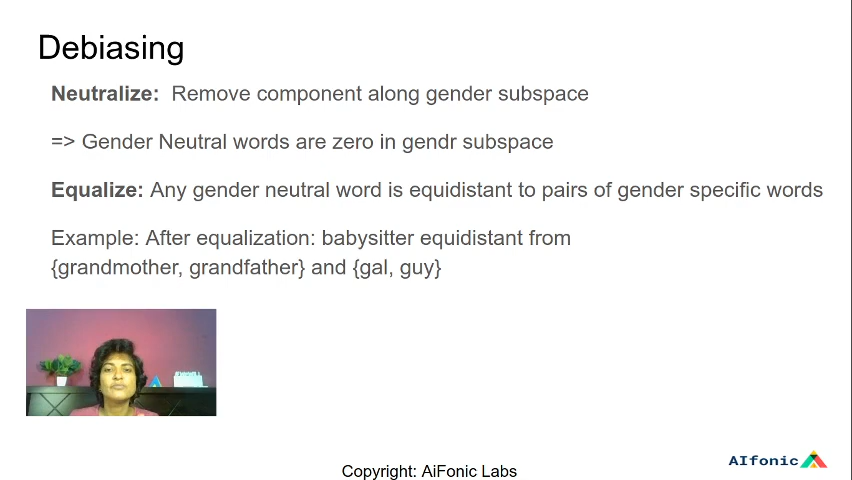 Debiasing
Neutralize: Remove component along gender subspace
=> Gender Neutral words are zero in gendr subspace
Equalize: Any gender neutral word is equidistant to pairs of gender specific words
Example: After equalization: babysitter equidistant from
{grandmother, grandfather} and {gal, guy}
AIfonic
Copyright: AiFonic Labs